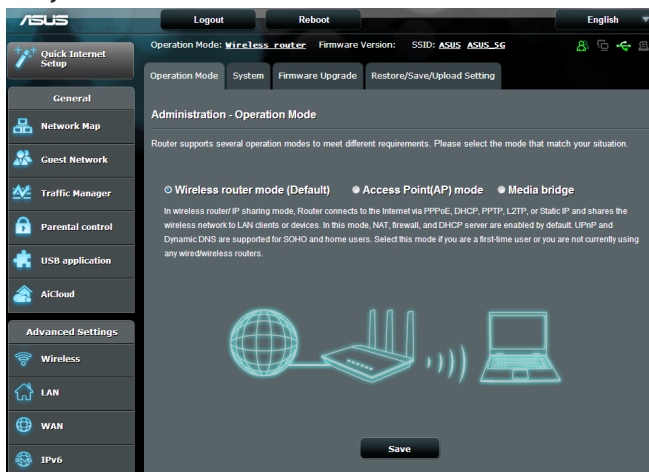 ASUS
Logout
Reboot
English
Quick Internet
Setup
Operation Mode: Wireless router Firmware Version: SSID: ASUS ASUS_5G
Operation Mode
System
Firmware Upgrade
Restore/Save/Upload Setting
General
Network Map
Guest Network
Traffic Manager
Parental control
USB application
AiCloud
Advanced Settings
Wireless
LAN
WAN
IPv6
Administration - Operation Mode
Router supports several operation modes to meet different requirements. Please select the mode that match your situation.
Wireless router mode (Default)
Access Point(AP) mode
Media bridge
In wireless router/ IP sharing mode, Router connects to the Internet via PPPoE, DHCP, PPTP, L2TP, or Static IP and shares the
wireless network to LAN clients or devices. In this mode, NAT, firewall, and DHCP server are enabled by default. UPnP and
Dynamic DNS are supported for SOHO and home users. Select this mode if you are a first-time user or you are not currently using
any wired/wireless routers.
Save